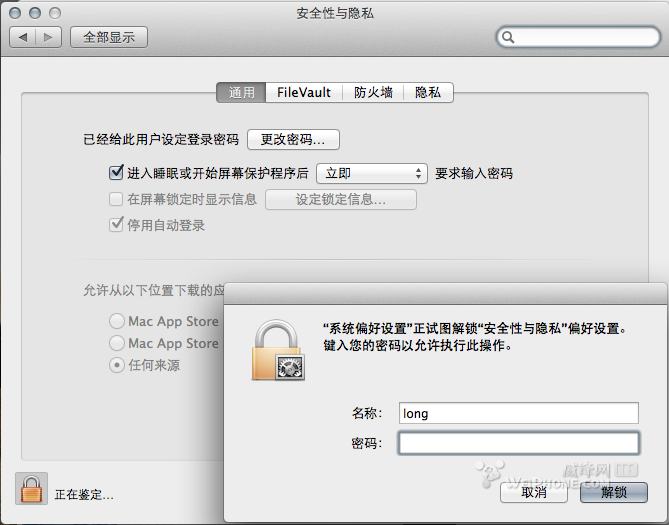 安全性与隐私
全部显示
通用 FileVault 防火墙 隐私
已经给此用户设定登录密码 更改密码...
进入睡眠或开始屏幕保护程序后 立即 要求输入密码
在屏幕锁定时显示信息 设定锁定信息...
停用自动登录
允许从以下位置下载的应
Mac App Store
Mac App Store
任何来源
“系统偏好设置”正试图解锁“安全性与隐私”偏好设置。
键入您的密码以允许执行此操作。
名称： long
密码：
威锋网
WEIPHONE.COM
取消 解锁
正在鉴定...